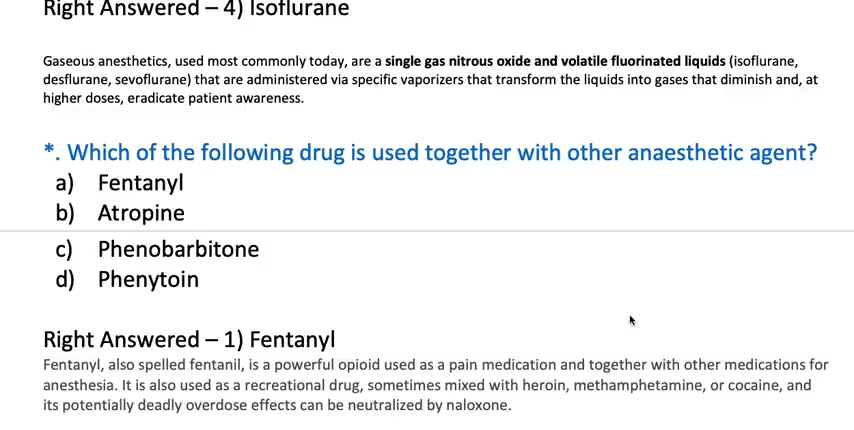 Right Answered – 4) Isoflurane
Gaseous anesthetics, used most commonly today, are a single gas nitrous oxide and volatile fluorinated liquids (isoflurane,
desflurane, sevoflurane) that are administered via specific vaporizers that transform the liquids into gases that diminish and, at
higher doses, eradicate patient awareness.
*. Which of the following drug is used together with other anaesthetic agent?
a) Fentanyl
b) Atropine
c) Phenobarbitone
d) Phenytoin
Right Answered – 1) Fentanyl
Fentanyl, also spelled fentanil, is a powerful opioid used as a pain medication and together with other medications for
anesthesia. It is also used as a recreational drug, sometimes mixed with heroin, methamphetamine, or cocaine, and
its potentially deadly overdose effects can be neutralized by naloxone.